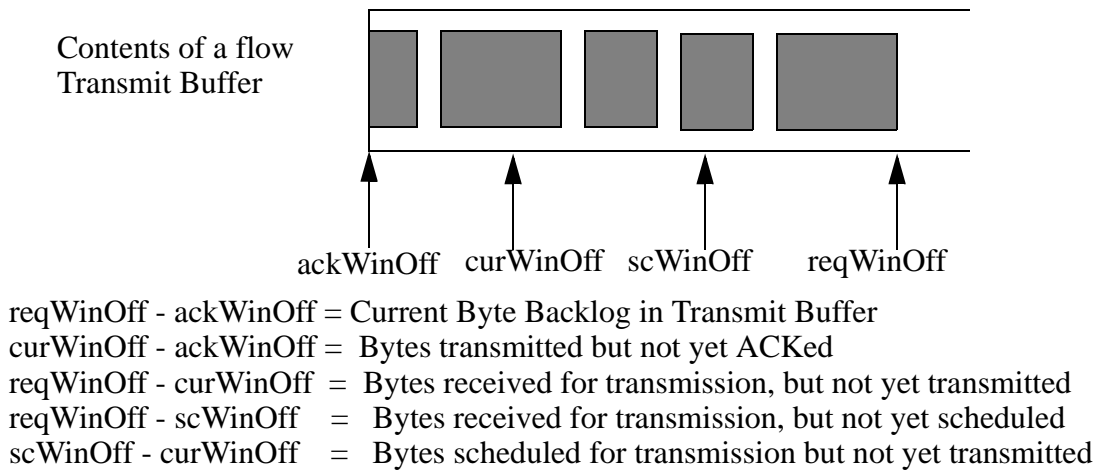 Contents of a flow
Transmit Buffer
ackWinOff curWinOff scWinOff reqWinOff
reqWinOff - ackWinOff = Current Byte Backlog in Transmit Buffer
curWinOff - ackWinOff = Bytes transmitted but not yet ACKed
reqWinOff - curWinOff = Bytes received for transmission, but not yet transmitted
reqWinOff - scWinOff = Bytes received for transmission, but not yet scheduled
scWinOff - curWinOff = Bytes scheduled for transmission but not yet transmitted